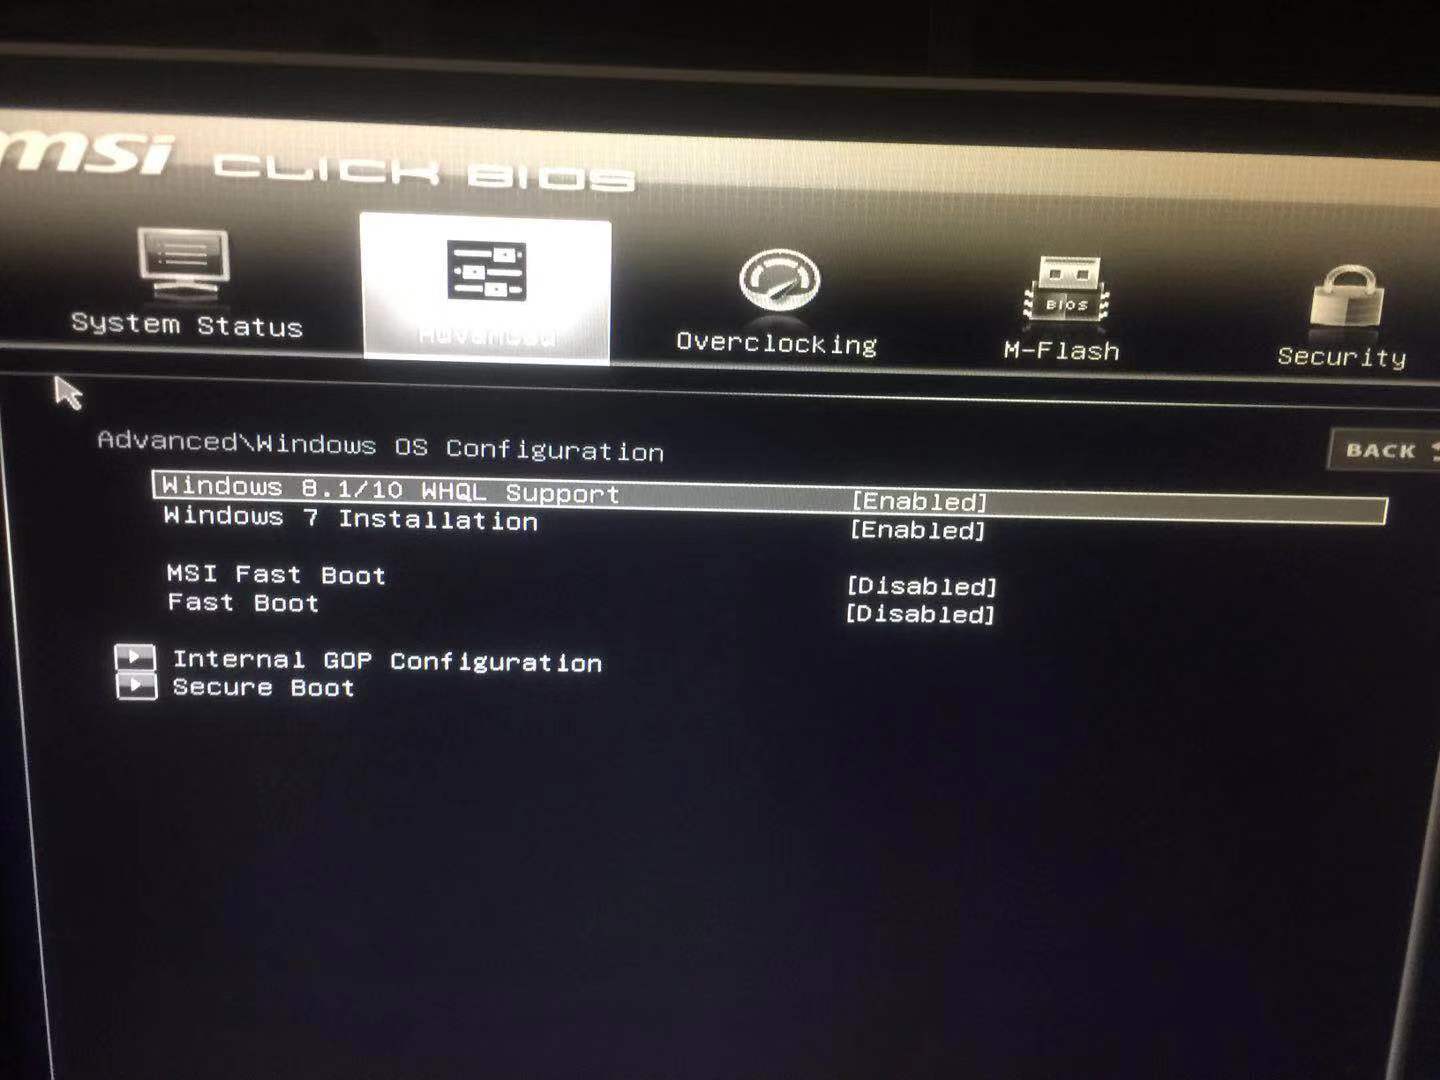 msi CLICK BIOS
System Status
Advanced
Overclocking
M-Flash
BIOS
Security
Advanced\Windows OS Configuration
BACK
Windows 8.1/10 WHQL Support [Enabled]
Windows 7 Installation [Enabled]
MSI Fast Boot [Disabled]
Fast Boot [Disabled]
Internal GOP Configuration
Secure Boot